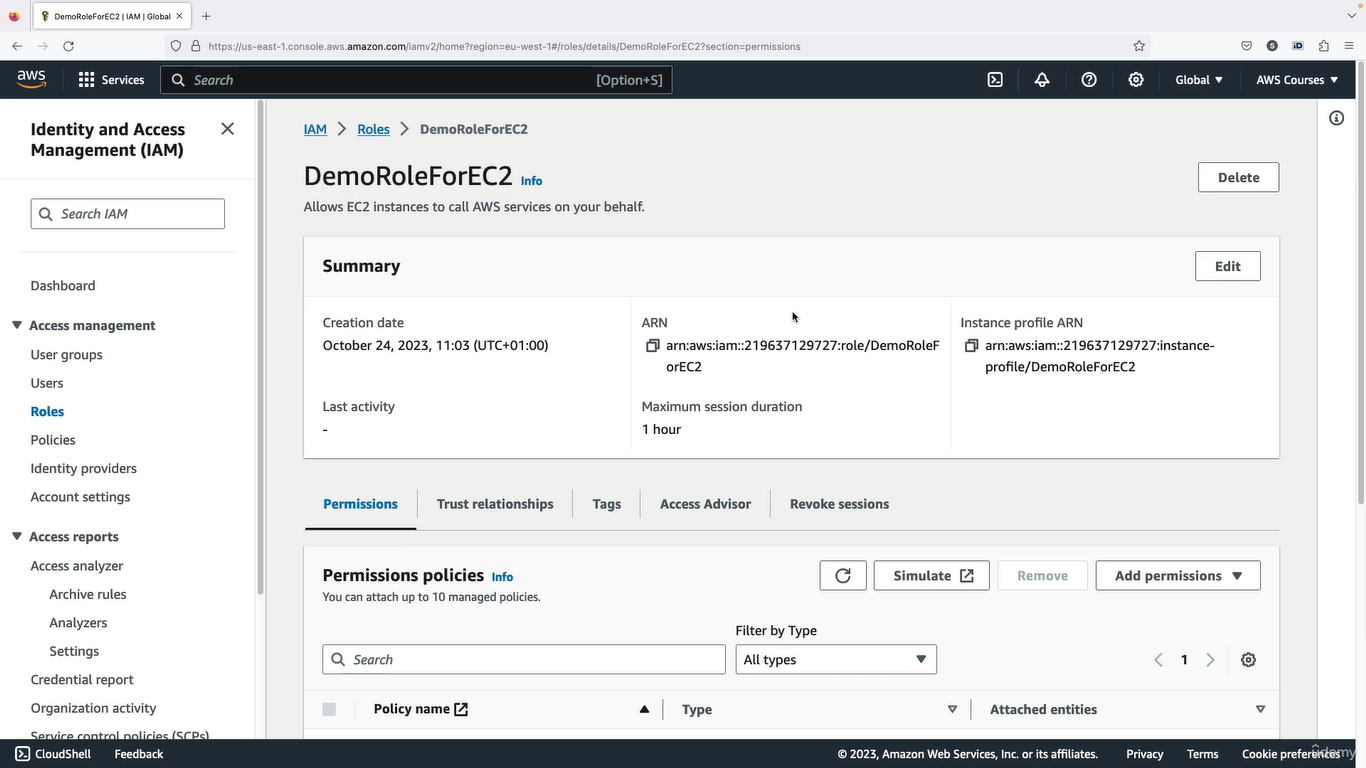 DemoRoleForEC2 | IAM | Global
https://us-east-1.console.aws.amazon.com/iamv2/home?region=eu-west-1#/roles/details/DemoRoleForEC2?section=permissions
aws
Services
Search
[Option+S]
Global
AWS Courses
Identity and Access
Management (IAM)
Search IAM
Dashboard
Access management
User groups
Users
Roles
Policies
Identity providers
Account settings
Access reports
Access analyzer
Archive rules
Analyzers
Settings
Credential report
Organization activity
Service control policies (SCPs)
IAM > Roles > DemoRoleForEC2
DemoRoleForEC2 Info
Delete
Allows EC2 instances to call AWS services on your behalf.
Summary
Edit
Creation date
October 24, 2023, 11:03 (UTC+01:00)
ARN
arn:aws:iam::219637129727:role/DemoRoleF
orEC2
Instance profile ARN
arn:aws:iam::219637129727:instance-
profile/DemoRoleForEC2
Last activity
-
Maximum session duration
1 hour
Permissions
Trust relationships
Tags
Access Advisor
Revoke sessions
Permissions policies Info
You can attach up to 10 managed policies.
Simulate
Remove
Add permissions
Filter by Type
Search
All types
1
Policy name
Type
Attached entities
CloudShell
Feedback
© 2023, Amazon Web Services, Inc. or its affiliates.
Privacy
Terms
Cookie preferences
udemy